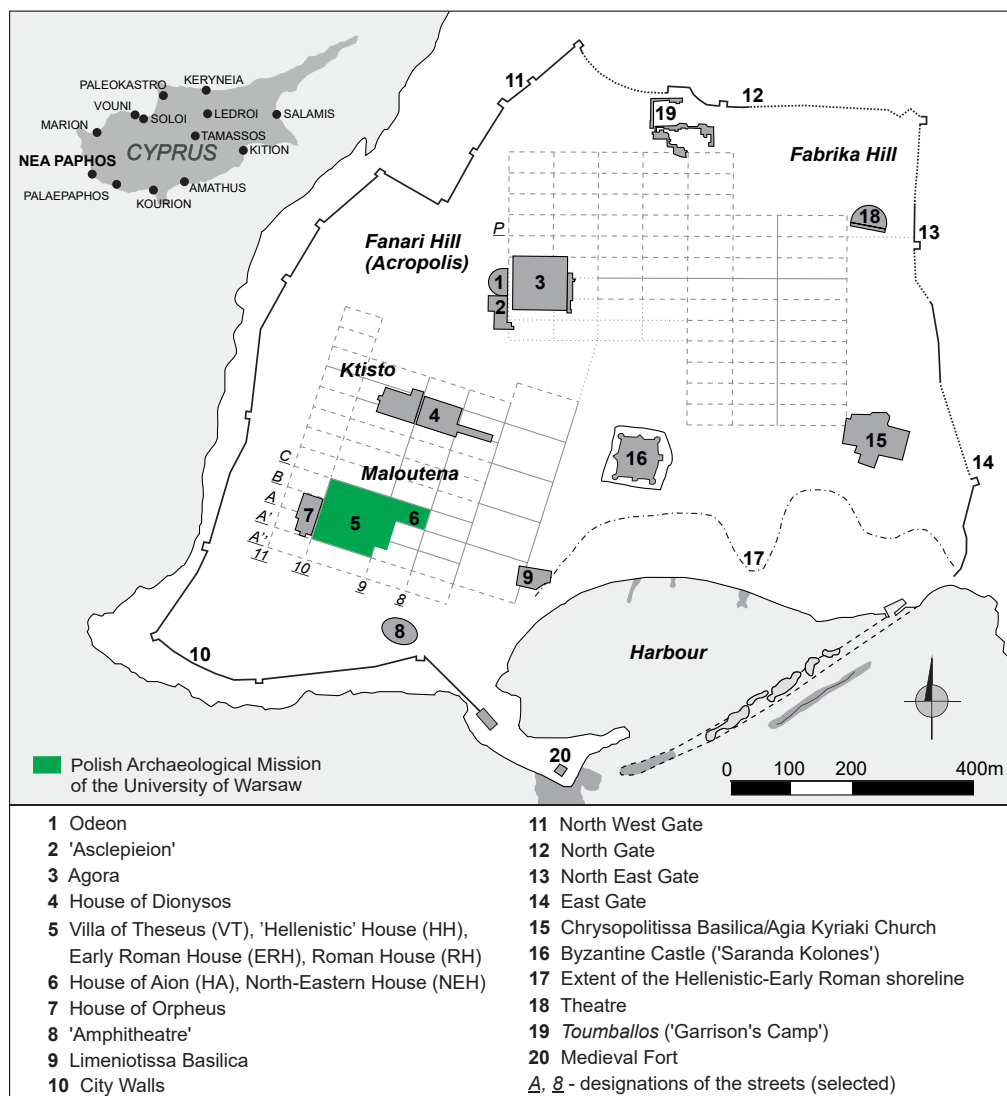 PALEOKASTRO
KERYNEIA
VOUNI
SOLOI
LEDROI
SALAMIS
MARION
TAMASSOS
CYPRUS
KITION
NEA PAPHOS
PALAEPAPHOS
AMATHUS
KOURION
11
12
19
Fabrika Hill
18
13
P
Fanari Hill
(Acropolis)
1
3
2
Ktisto
4
15
16
14
C
B
A
A'
A''
11
10
9
8
Maloutena
7
5
6
17
9
8
10
Harbour
20
Polish Archaeological Mission
of the University of Warsaw
0 100 200 400m
1 Odeon
2 'Asclepieion'
3 Agora
4 House of Dionysos
5 Villa of Theseus (VT), ’Hellenistic’ House (HH),
Early Roman House (ERH), Roman House (RH)
6 House of Aion (HA), North-Eastern House (NEH)
7 House of Orpheus
8 'Amphitheatre'
9 Limeniotissa Basilica
10 City Walls
11 North West Gate
12 North Gate
13 North East Gate
14 East Gate
15 Chrysopolitissa Basilica/Agia Kyriaki Church
16 Byzantine Castle ('Saranda Kolones')
17 Extent of the Hellenistic-Early Roman shoreline
18 Theatre
19 Toumballos ('Garrison's Camp')
20 Medieval Fort
A, 8 - designations of the streets (selected)